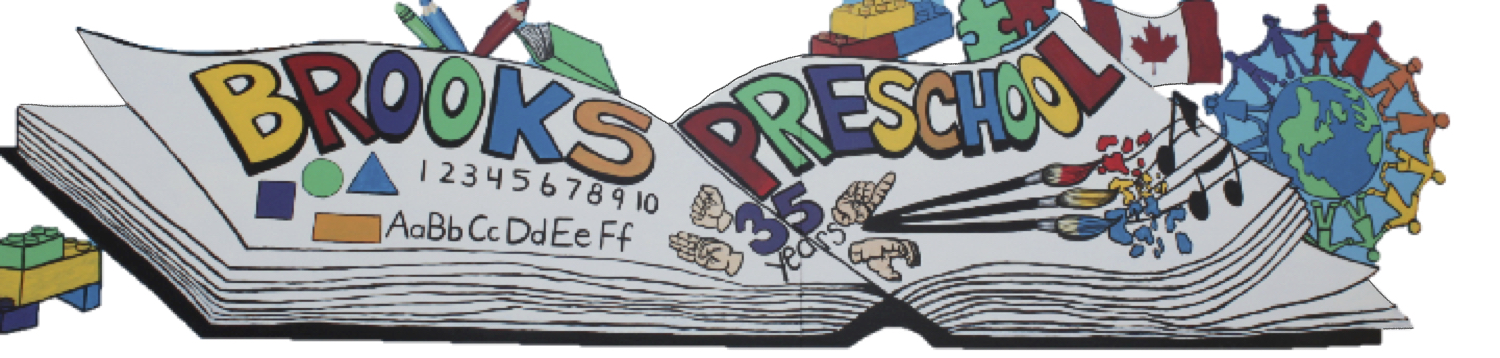 BROOKS PRESCHOOL
1 2 3 4 5 6 7 8 9 10
AaBb Cc Dd Ee Ff
35
years